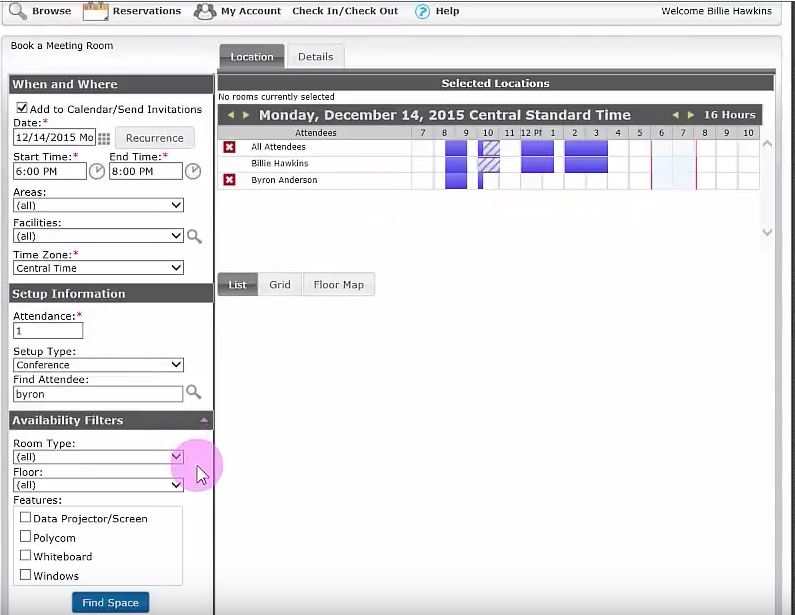 Browse Reservations My Account Check In/Check Out ? Help Welcome Billie Hawkins
Book a Meeting Room
Location Details
When and Where
Add to Calendar/Send Invitations
Date:*
12/14/2015 Mo Recurrence
Start Time:* End Time:*
6:00 PM 8:00 PM
Areas:
(all)
Facilities:
(all)
Time Zone:*
Central Time
Setup Information
Attendance:*
1
Setup Type:
Conference
Find Attendee:
byron
Availability Filters
Room Type:
(all)
Floor:
(all)
Features:
Data Projector/Screen
Polycom
Whiteboard
Windows
Find Space
Selected Locations
No rooms currently selected
Monday, December 14, 2015 Central Standard Time 16 Hours
Attendees 7 8 9 10 11 12 PM 1 2 3 4 5 6 7 8 9 10
All Attendees
Billie Hawkins
Byron Anderson
List Grid Floor Map